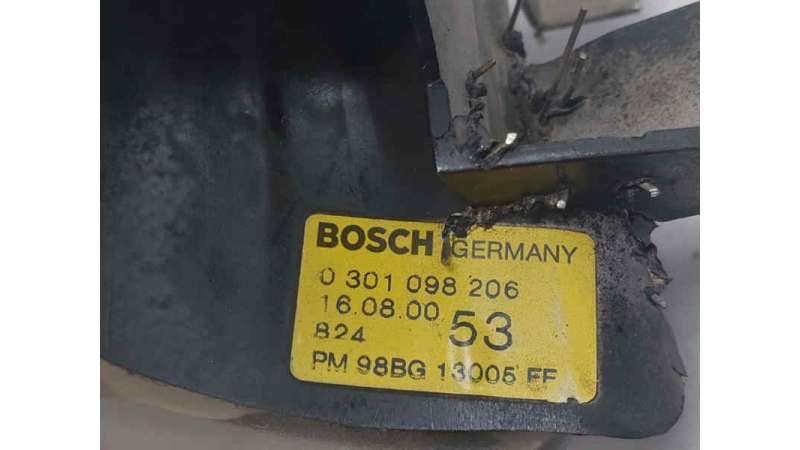 BOSCH GERMANY
0 301 098 206
16.08.00
824 53
PM 98BG 13005 FF